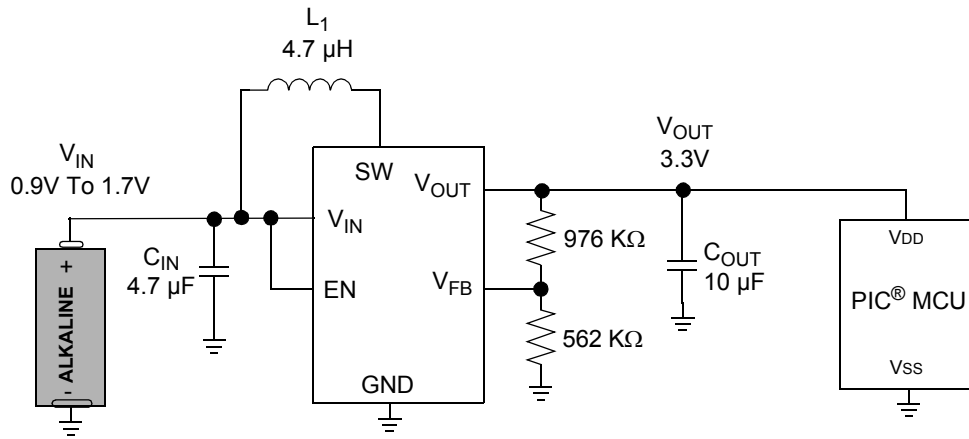 L1
4.7 µH
VIN
0.9V To 1.7V
VOUT
3.3V
SW
VOUT
VIN
976 KΩ
CIN
4.7 µF
COUT
10 µF
VDD
PIC® MCU
VSS
EN
VFB
562 KΩ
GND
+
ALKALINE
-